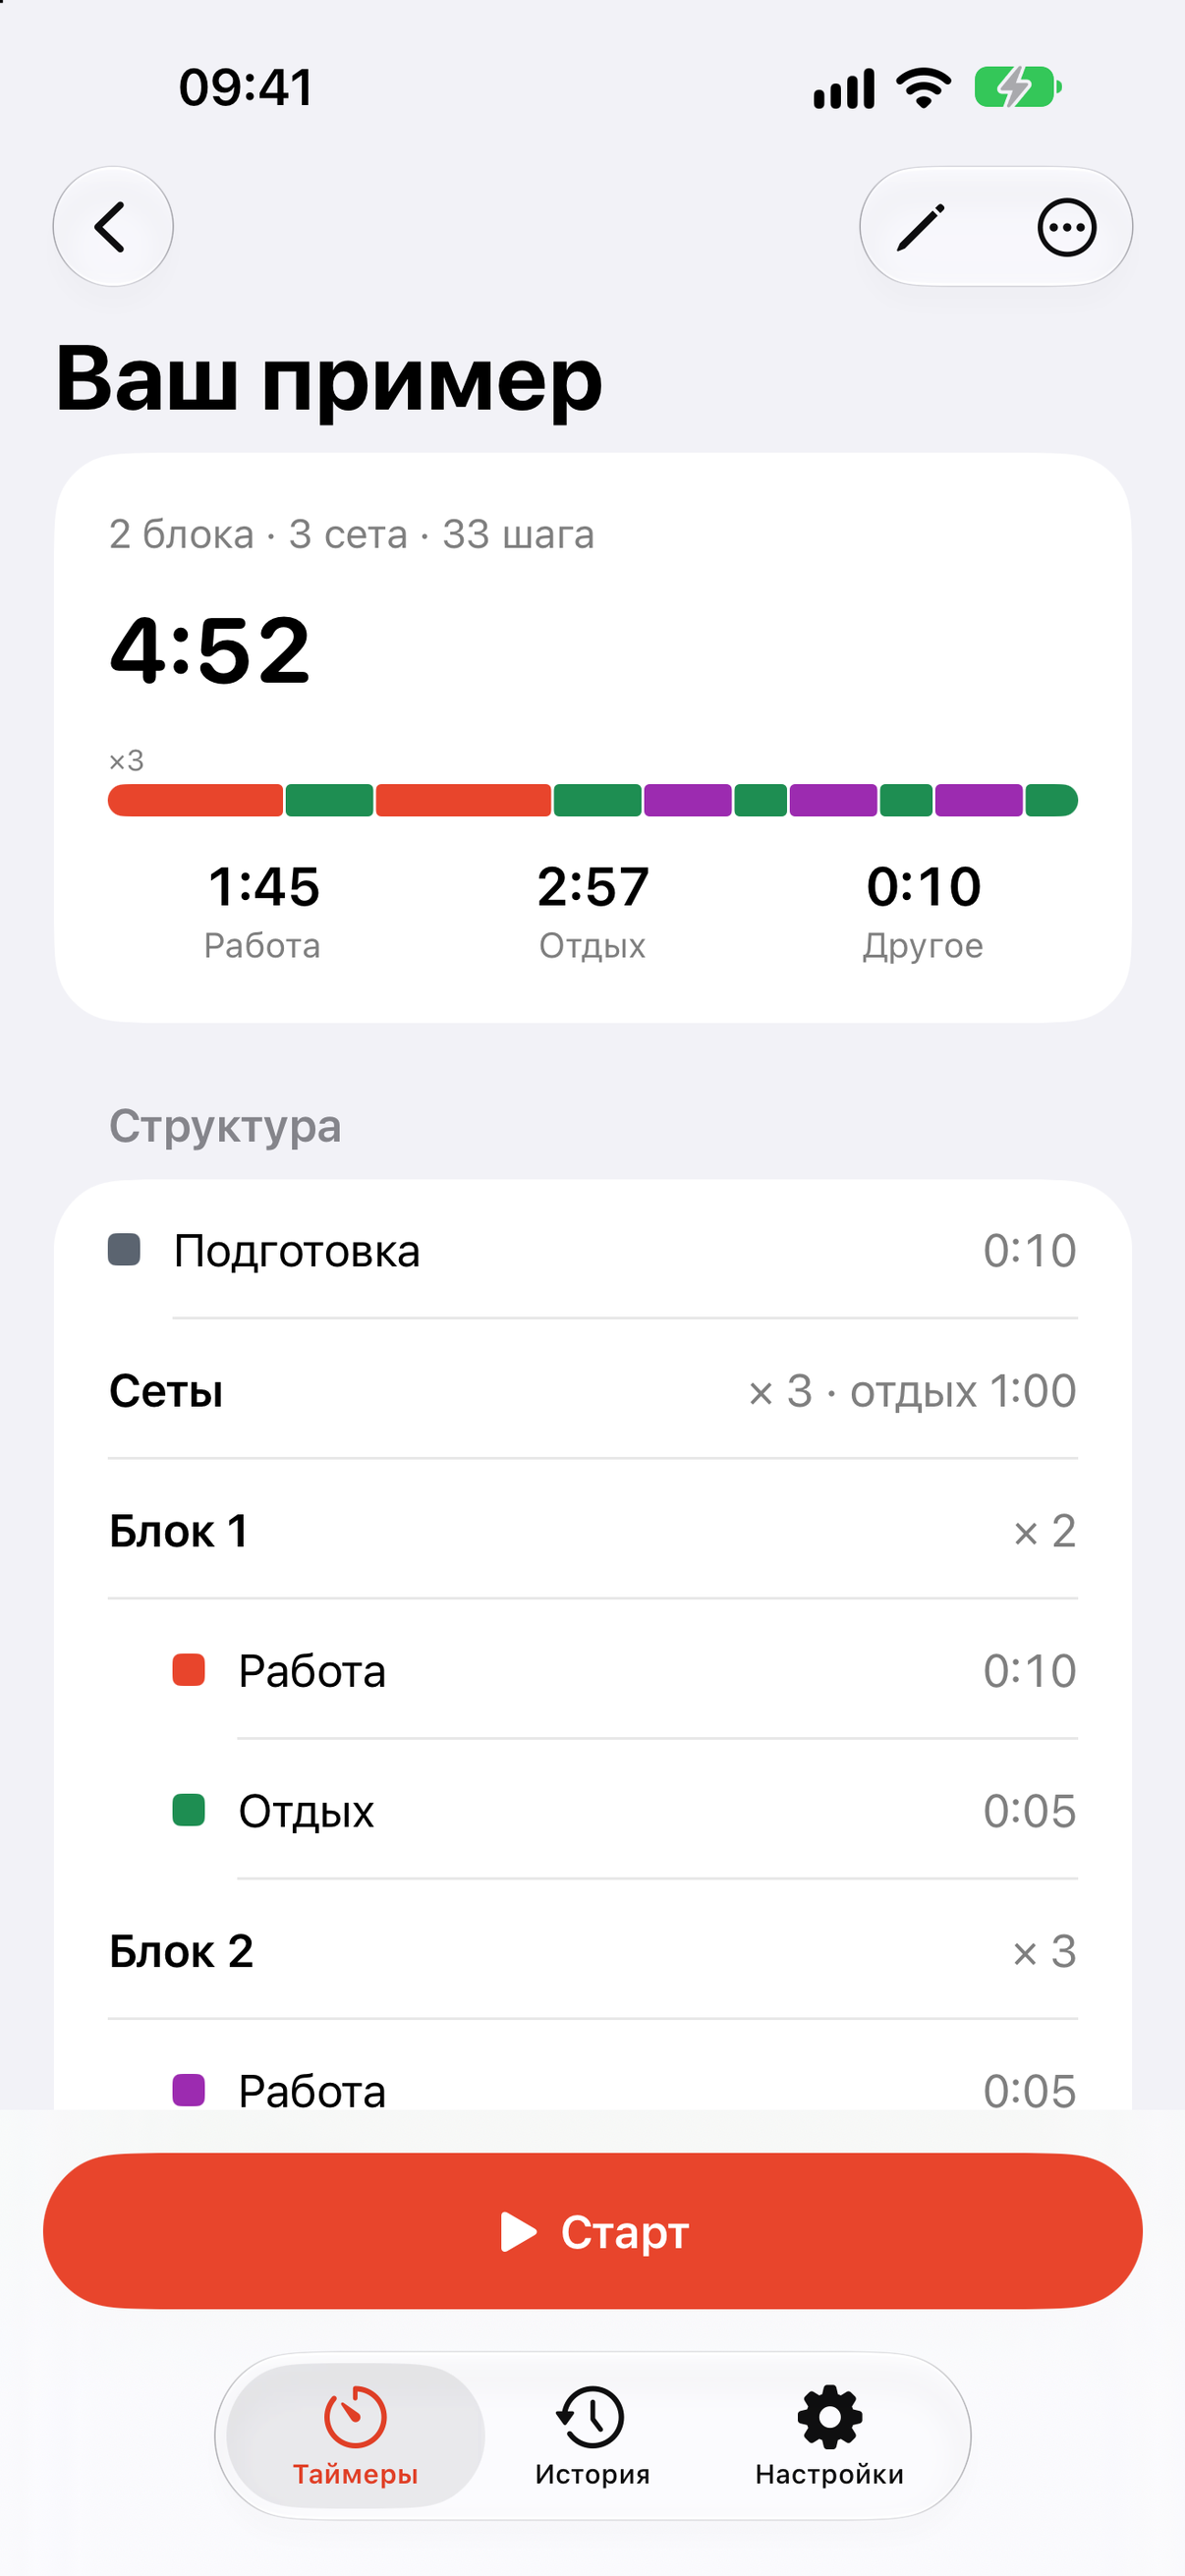 09:41
Ваш пример
2 блока · 3 сета · 33 шага
4:52
×3
1:45 2:57 0:10
Работа Отдых Другое
Структура
Подготовка 0:10
Сеты × 3 · отдых 1:00
Блок 1 × 2
Работа 0:10
Отдых 0:05
Блок 2 × 3
Работа 0:05
Старт
Таймеры История Настройки